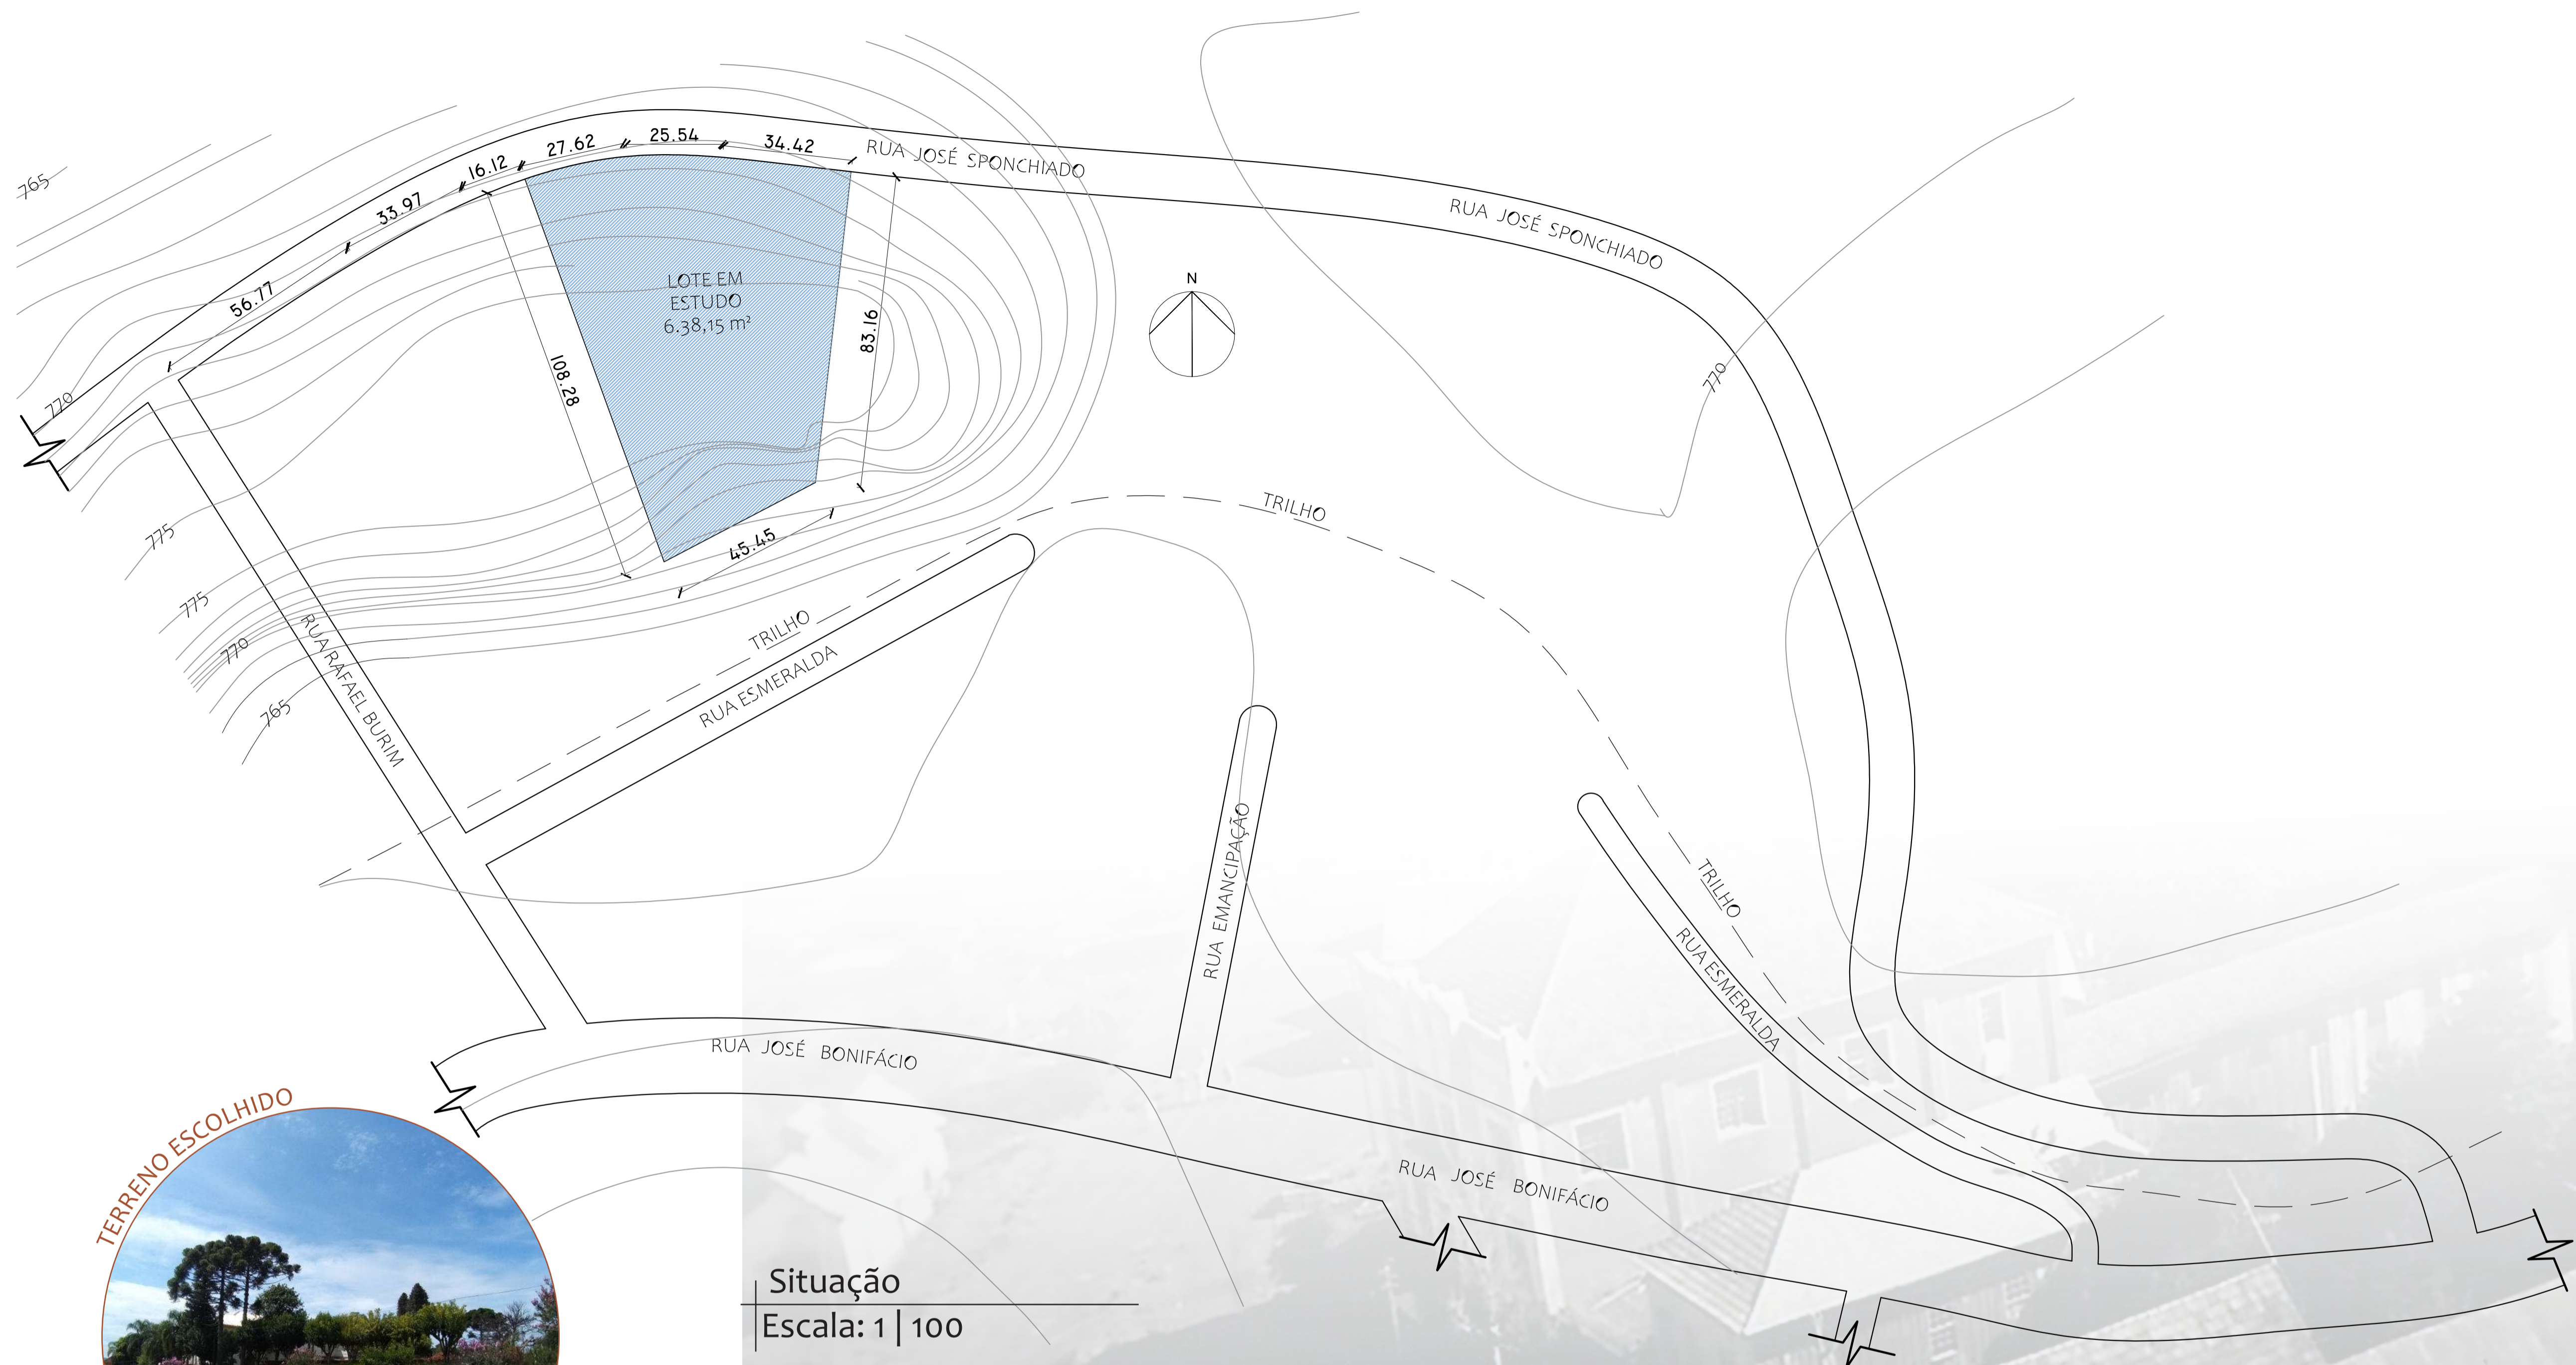 765
16.12
27.62
25.54
34.42
RUA JOSÉ SPONCHIADO
33.97
RUA JOSÉ SPONCHIADO
56.77
LOTE EM
ESTUDO
6.38,15 m²
N
83.16
108.28
770
770
TRILHO
775
45.45
775
TRILHO
770
RUA RAFAEL BURIM
RUA ESMERALDA
765
RUA EMANCIPAÇÃO
TRILHO
RUA ESMERALDA
RUA JOSÉ BONIFÁCIO
RUA JOSÉ BONIFÁCIO
TERRENO ESCOLHIDO
Situação
Escala: 1 | 100